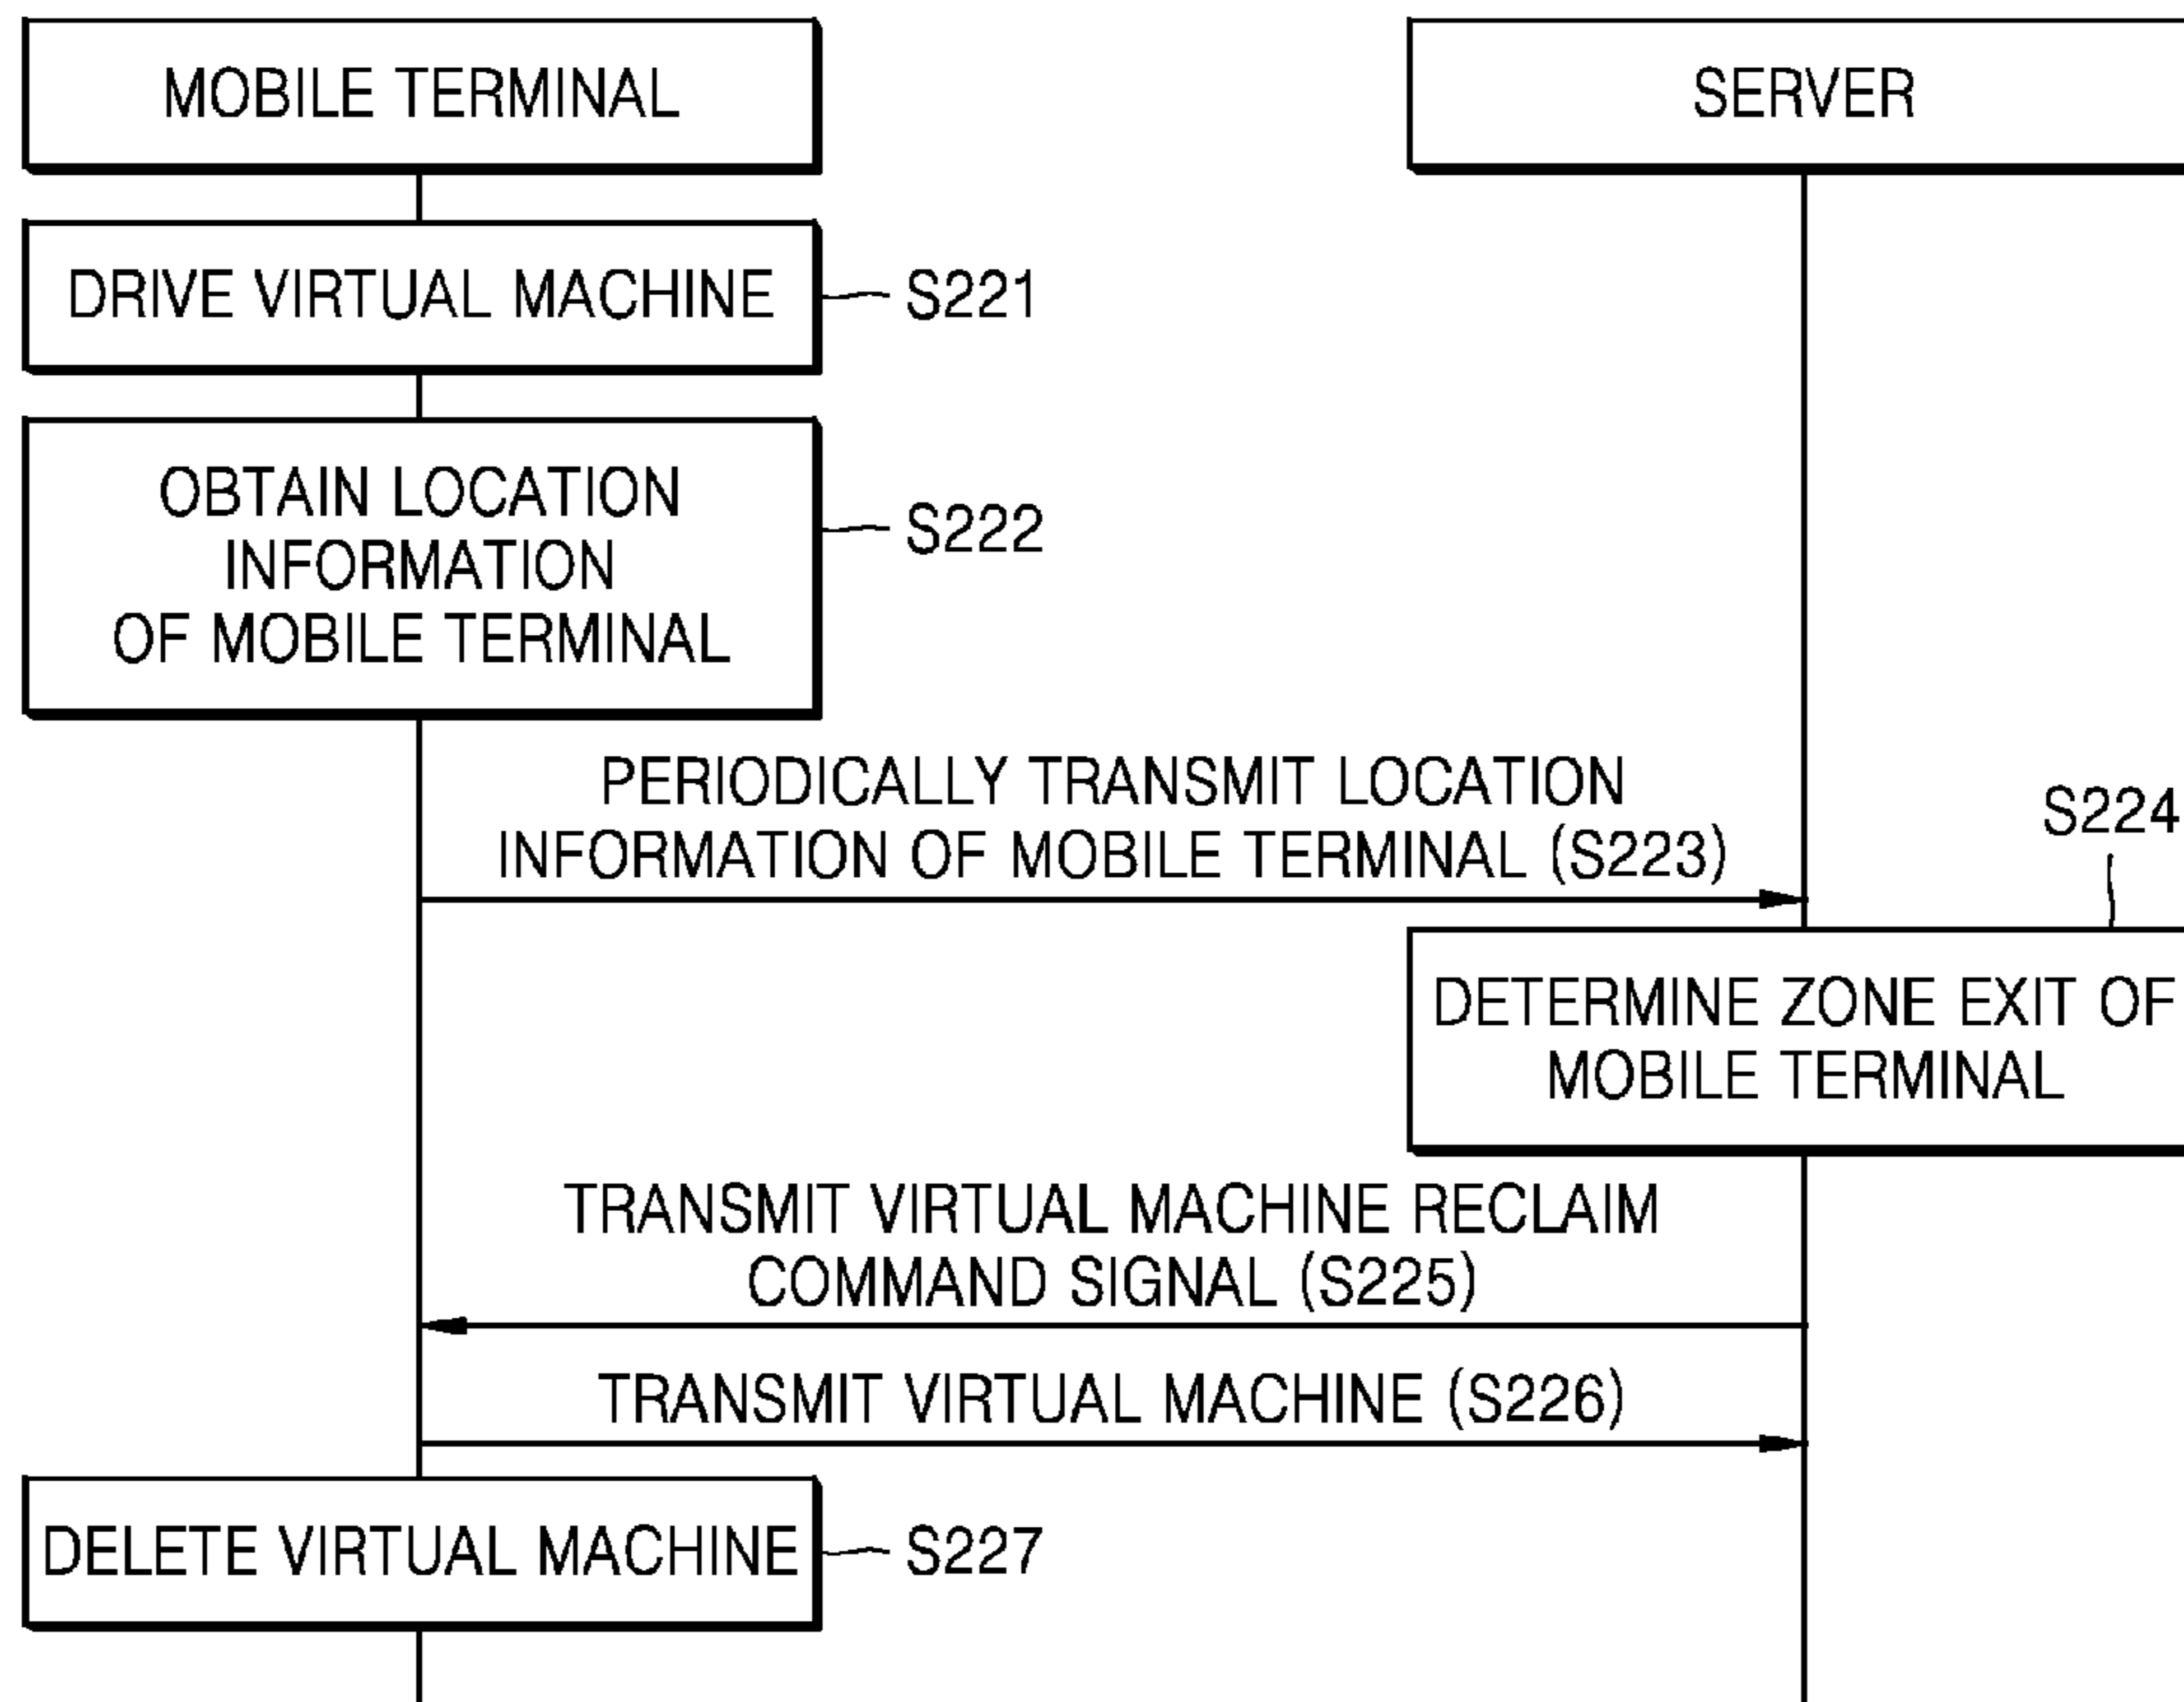 MOBILE TERMINAL
SERVER
DRIVE VIRTUAL MACHINE
S221
OBTAIN LOCATION
INFORMATION
OF MOBILE TERMINAL
S222
PERIODICALLY TRANSMIT LOCATION
INFORMATION OF MOBILE TERMINAL (S223)
S224
DETERMINE ZONE EXIT OF
MOBILE TERMINAL
TRANSMIT VIRTUAL MACHINE RECLAIM
COMMAND SIGNAL (S225)
TRANSMIT VIRTUAL MACHINE (S226)
DELETE VIRTUAL MACHINE
S227